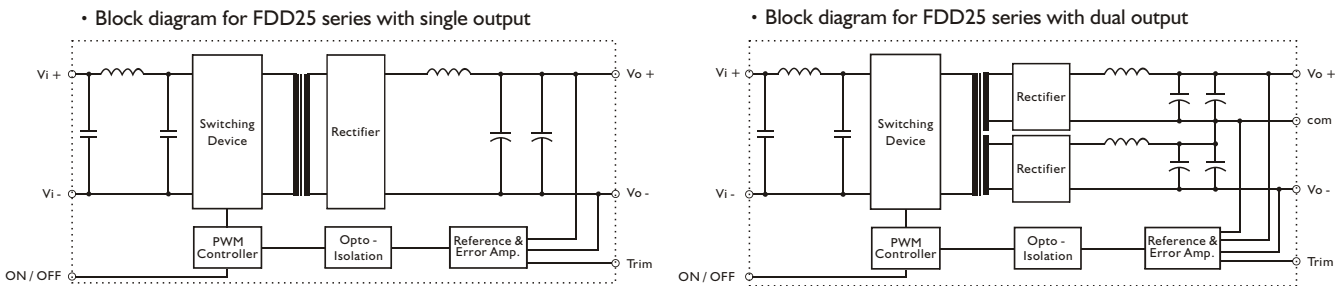 • Block diagram for FDD25 series with single output
Vi +
Vo +
Switching
Device
Rectifier
Vi -
Vo -
PWM
Controller
Opto -
Isolation
Reference &
Error Amp.
Trim
ON / OFF
• Block diagram for FDD25 series with dual output
Vi +
Vo +
Rectifier
com
Switching
Device
Rectifier
Vi -
Vo -
PWM
Controller
Opto -
Isolation
Reference &
Error Amp.
Trim
ON / OFF